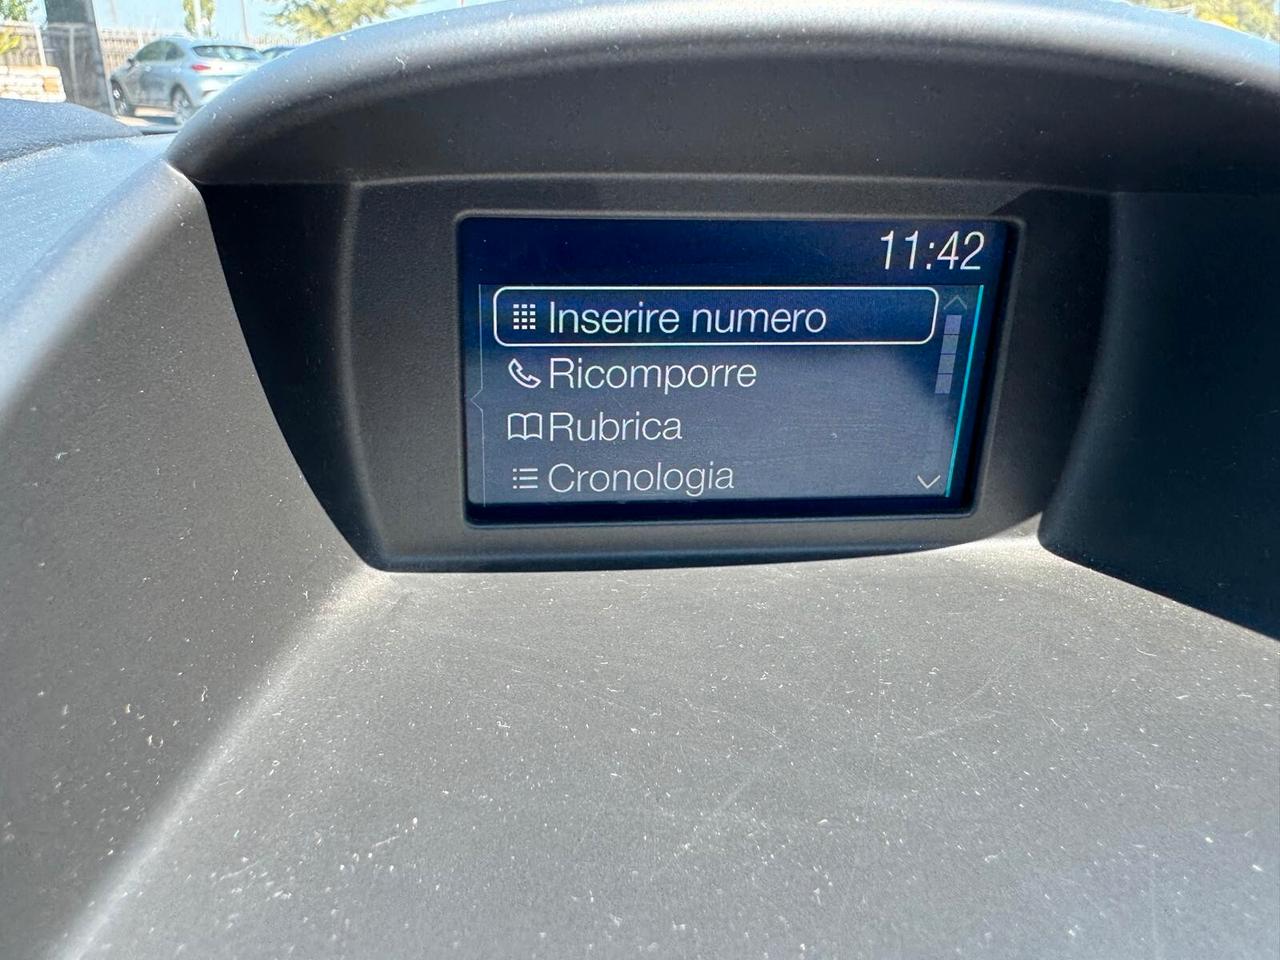 11:42
Inserire numero
Ricomporre
Rubrica
Cronologia